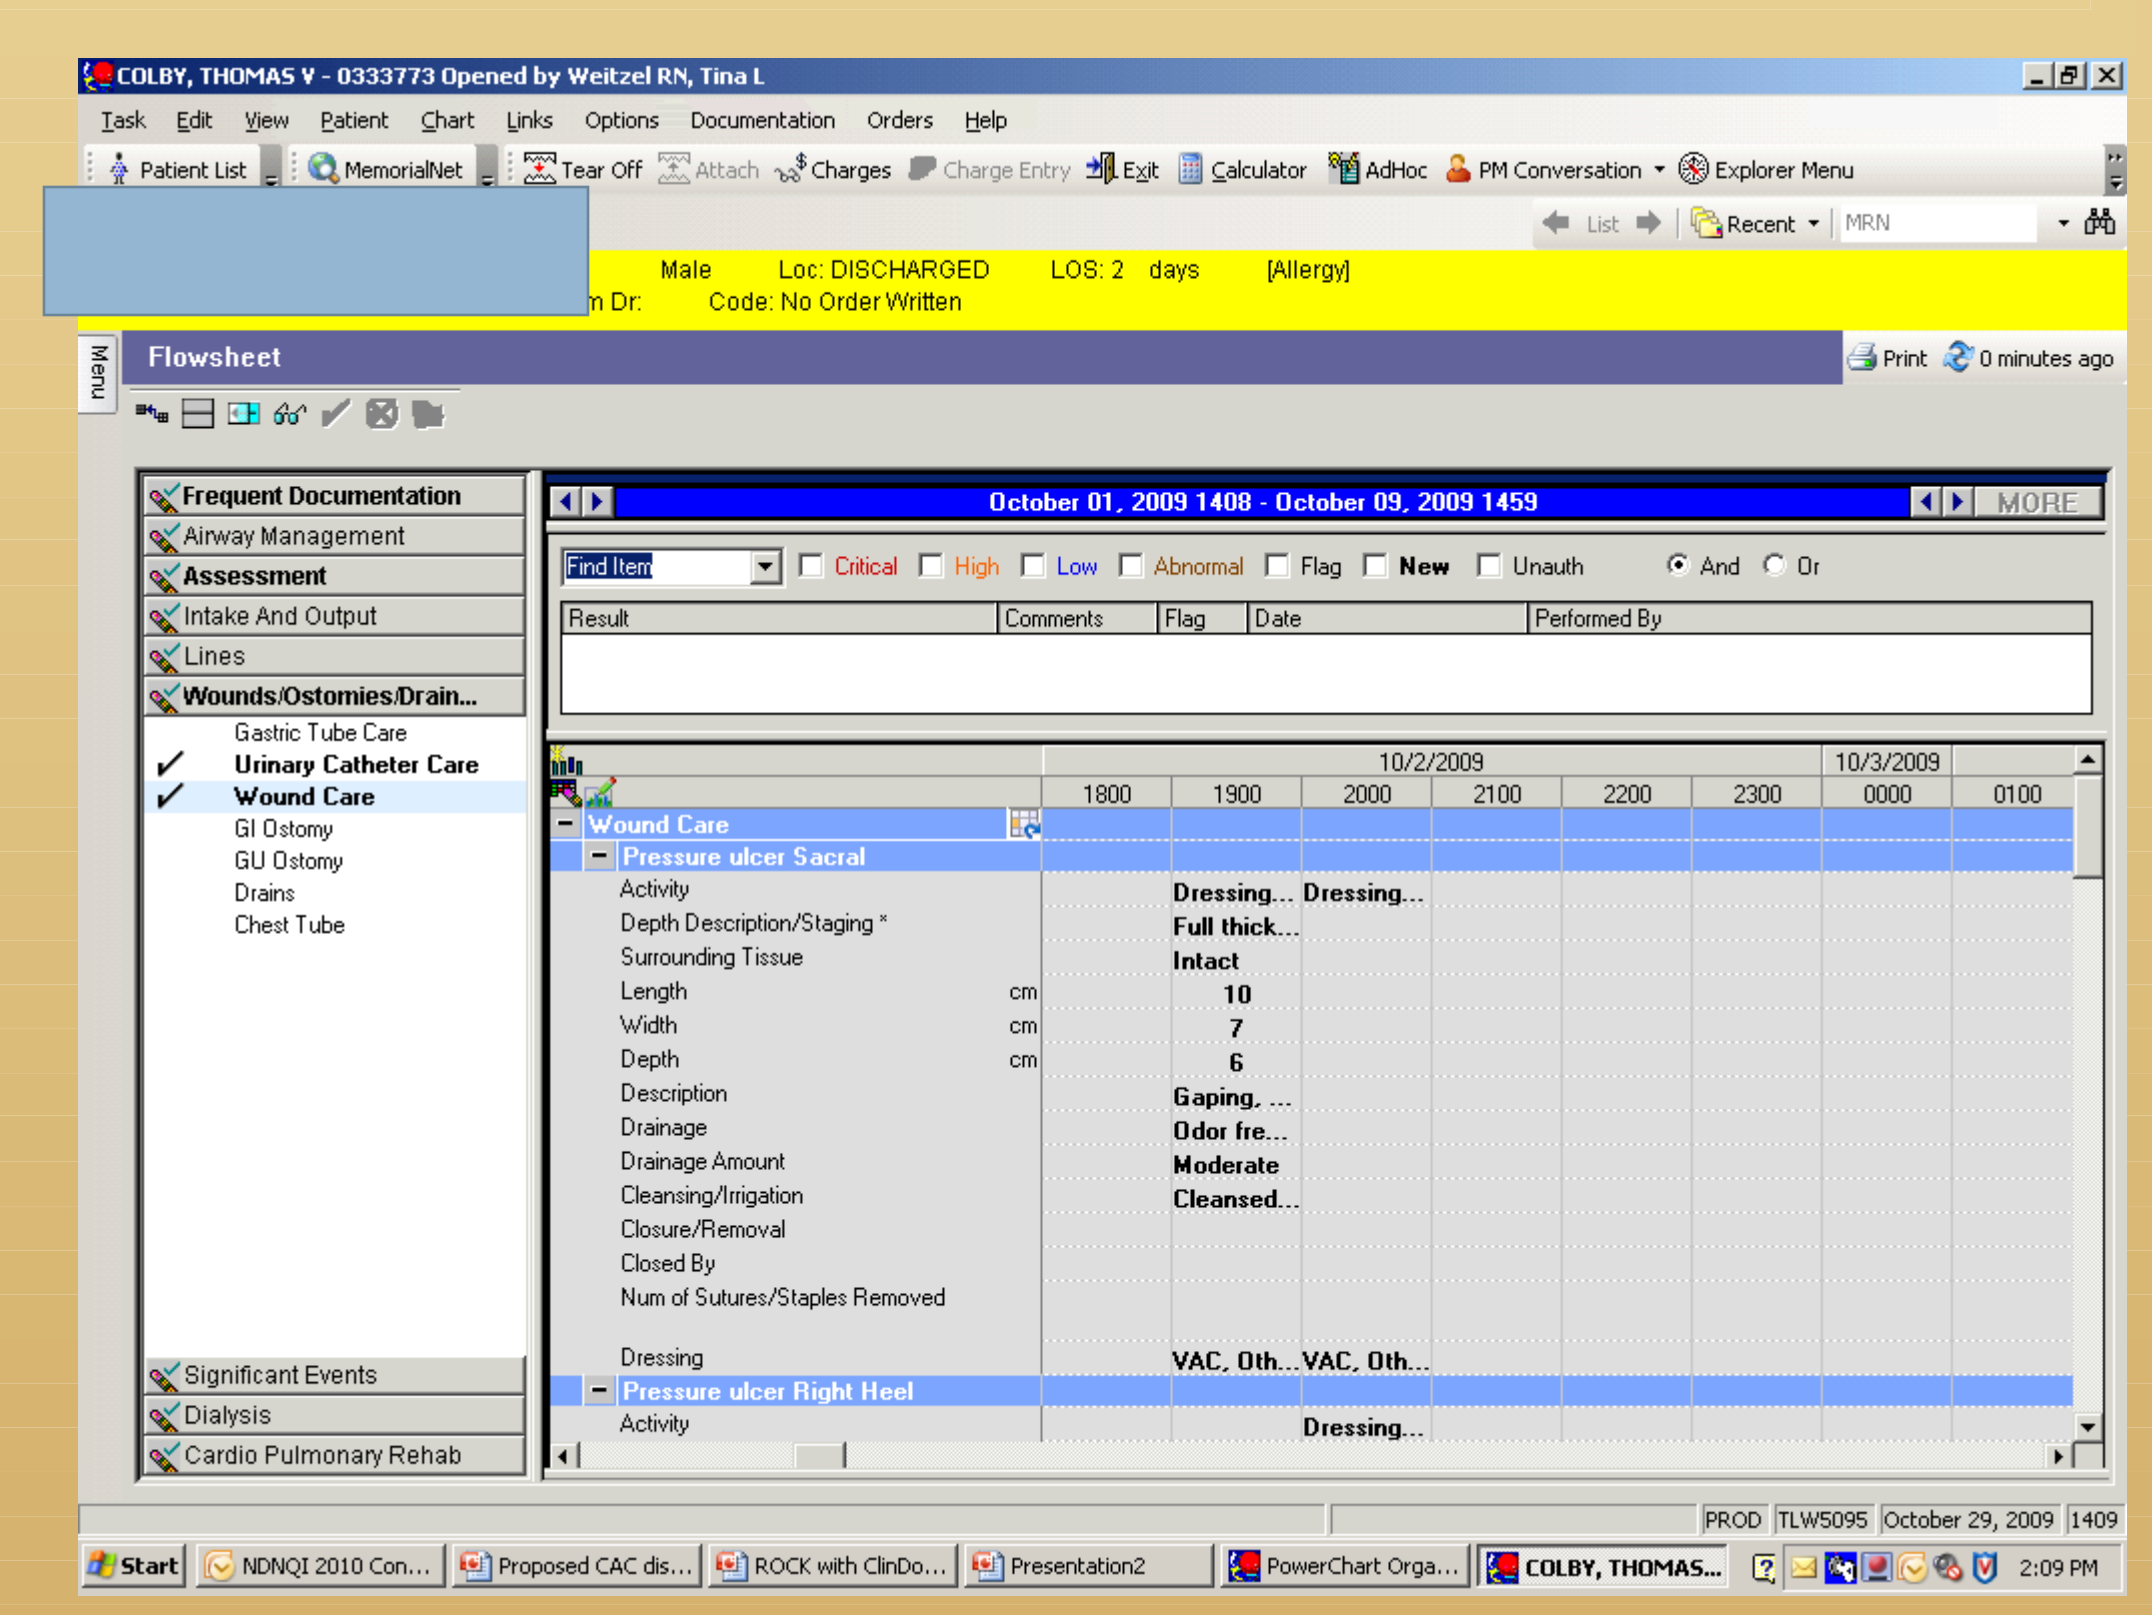 COLBY, THOMAS V - 0333773 Opened by Weitzel RN, Tina L
Task Edit View Patient Chart Links Options Documentation Orders Help
Patient List MemorialNet Tear Off Attach Charges Charge Entry Exit Calculator AdHoc PM Conversation Explorer Menu
List Recent MRN
Male Loc: DISCHARGED LOS: 2 days [Allergy]
Dr: Code: No Order Written
Menu
Flowsheet
Print 0 minutes ago
Frequent Documentation
Airway Management
Assessment
Intake And Output
Lines
Wounds/Ostomies/Drain...
Gastric Tube Care
Urinary Catheter Care
Wound Care
GI Ostomy
GU Ostomy
Drains
Chest Tube
Significant Events
Dialysis
Cardio Pulmonary Rehab
October 01, 2009 1408 - October 09, 2009 1459 MORE
Find Item Critical High Low Abnormal Flag New Unauth And Or
Result Comments Flag Date Performed By
10/2/2009 10/3/2009
1800 1900 2000 2100 2200 2300 0000 0100
Wound Care
Pressure ulcer Sacral
Activity Dressing... Dressing...
Depth Description/Staging * Full thick...
Surrounding Tissue Intact
Length cm 10
Width cm 7
Depth cm 6
Description Gaping, ...
Drainage Odor fre...
Drainage Amount Moderate
Cleansing/Irrigation Cleansed...
Closure/Removal
Closed By
Num of Sutures/Staples Removed
Dressing VAC, Oth... VAC, Oth...
Pressure ulcer Right Heel
Activity Dressing...
PROD TLW5095 October 29, 2009 1409
Start NDNQI 2010 Con... Proposed CAC dis... ROCK with ClinDo... Presentation2 PowerChart Orga... COLBY, THOMAS... 2:09 PM